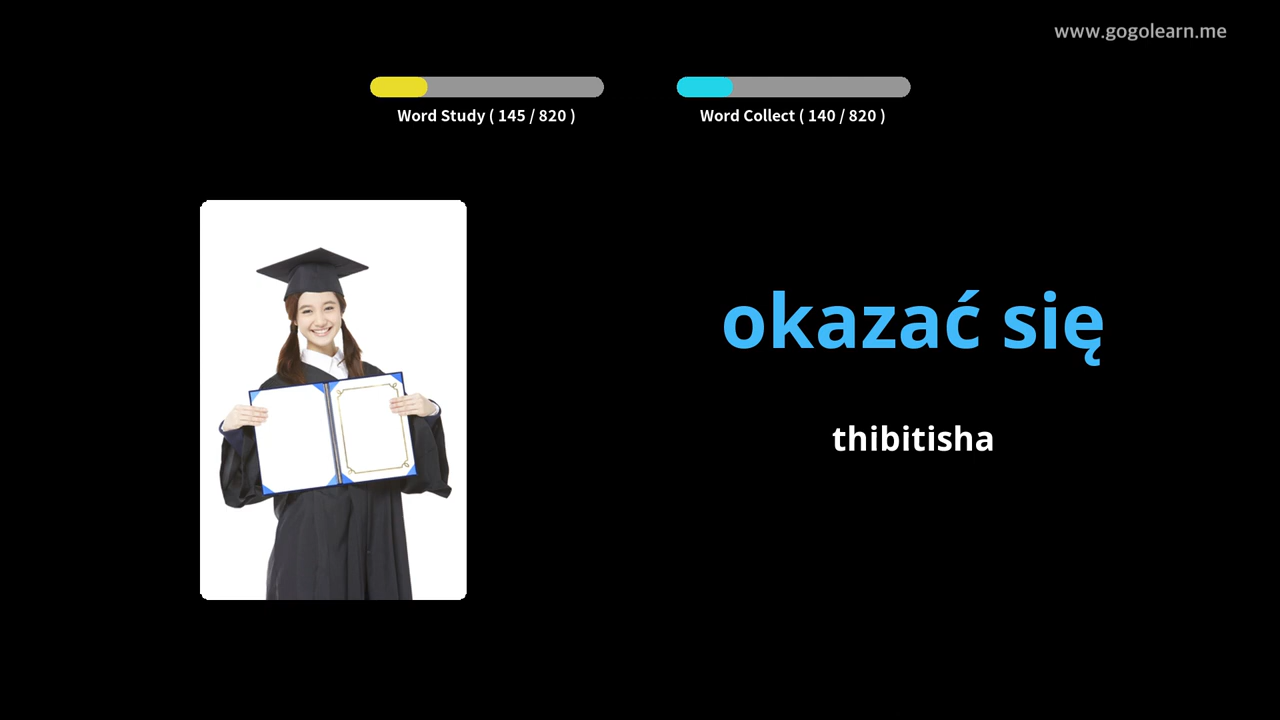 www.gogolearn.me
Word Study ( 145 / 820 )
Word Collect ( 140 / 820 )
okazać się
thibitisha